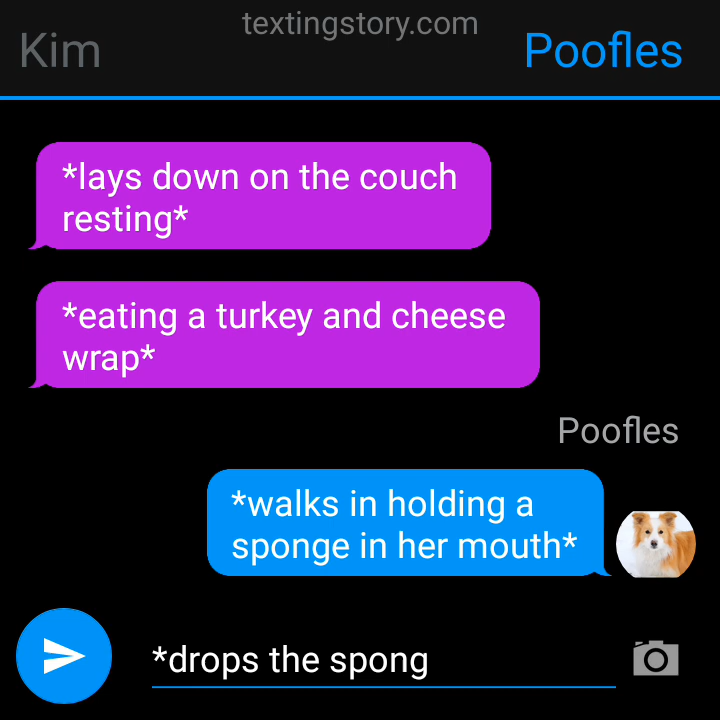 textingstory.com
Kim
Poofles
*lays down on the couch
resting*
*eating a turkey and cheese
wrap*
Poofles
*walks in holding a
sponge in her mouth*
*drops the spong